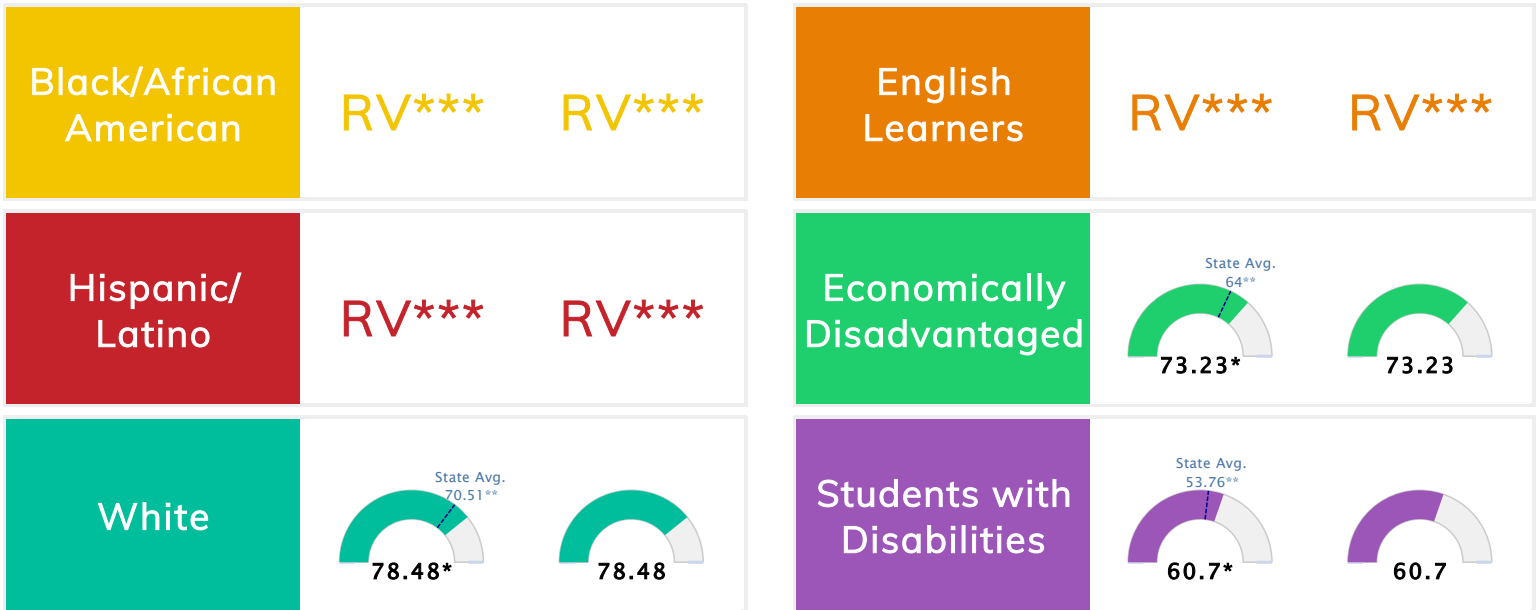 Black/African
American
RV*** RV***
English
Learners
RV*** RV***
Hispanic/
Latino
RV*** RV***
Economically
Disadvantaged
State Avg.
64**
73.23* 73.23
White
State Avg.
70.51**
78.48* 78.48
Students with
Disabilities
State Avg.
53.76**
60.7* 60.7